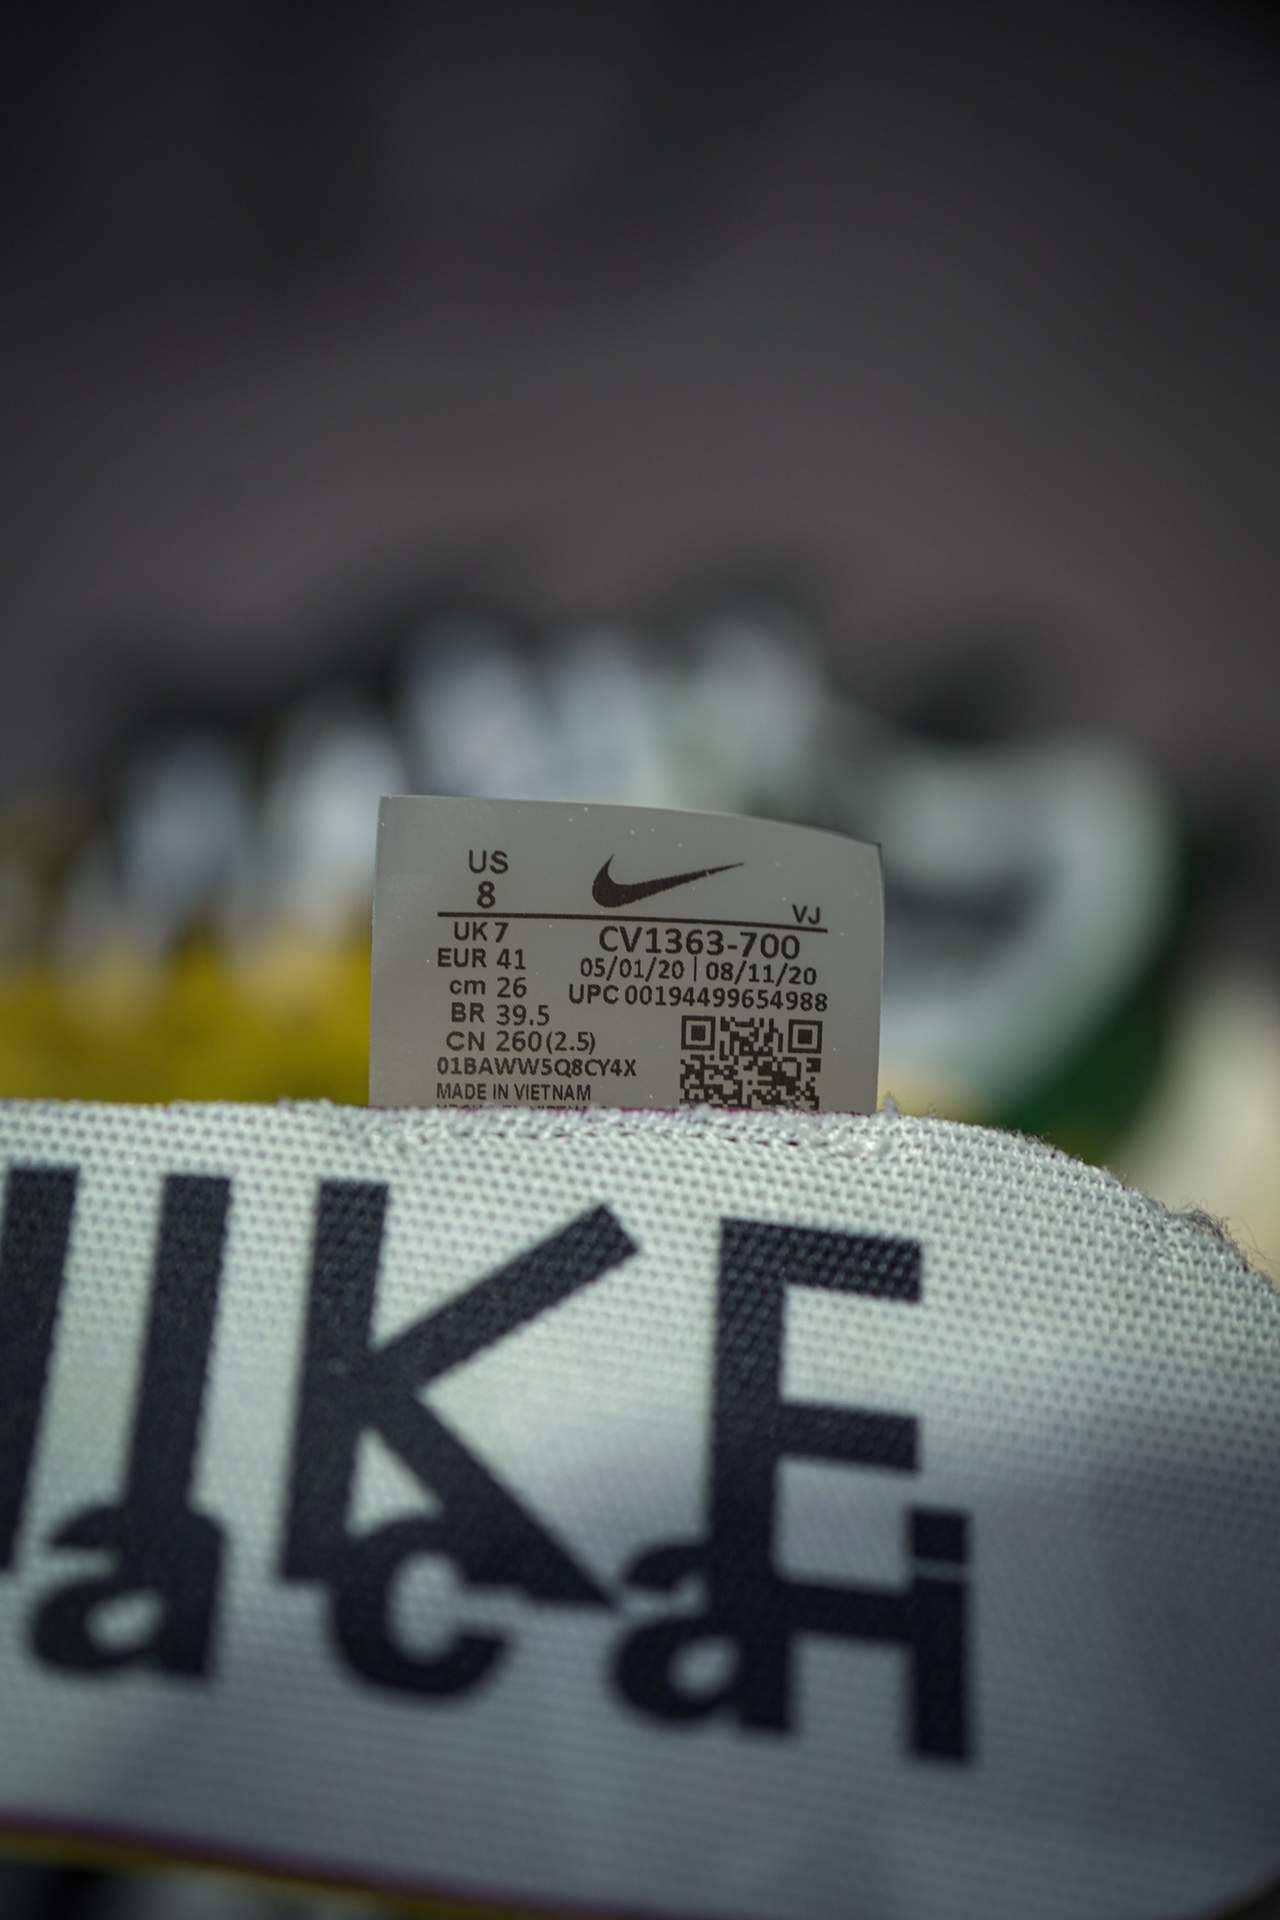 US
8
VJ
UK 7
CV1363-700
EUR 41
05/01/20 | 08/11/20
cm 26
UPC 00194499654988
BR 39.5
CN 260(2.5)
01BAWW5Q8CY4X
MADE IN VIETNAM
NIKE
acai